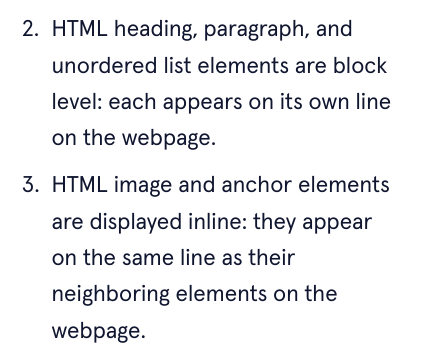 2. HTML heading, paragraph, and
unordered list elements are block
level: each appears on its own line
on the webpage.
3. HTML image and anchor elements
are displayed inline: they appear
on the same line as their
neighboring elements on the
webpage.